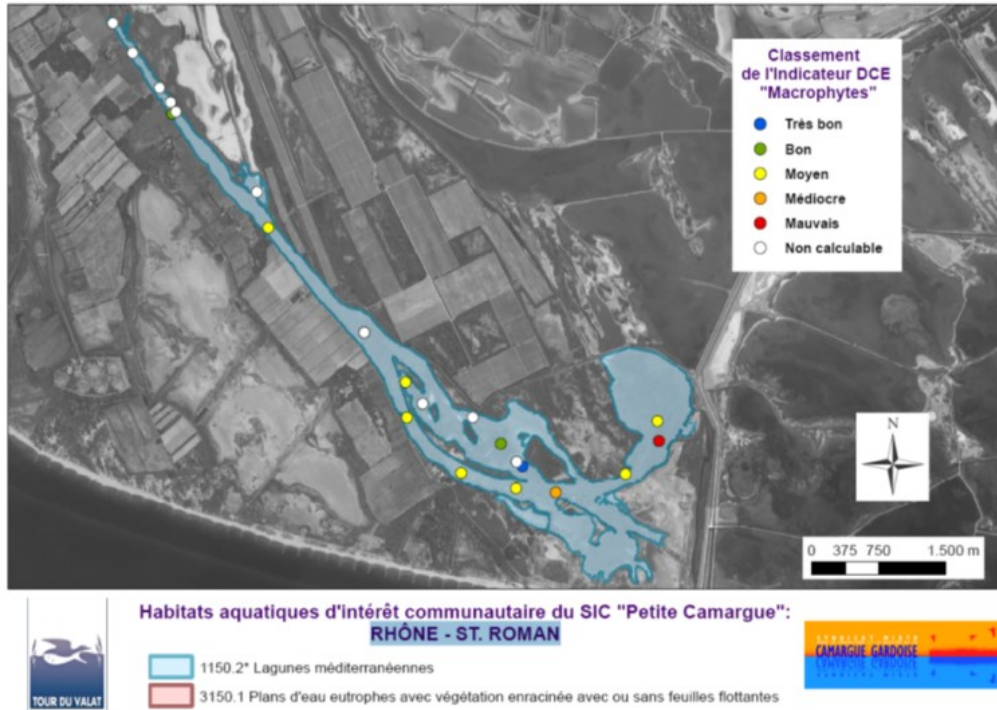 Classement
de l'Indicateur DCE
"Macrophytes"
Très bon
Bon
Moyen
Médiocre
Mauvais
Non calculable
N
0 375 750 1.500 m
Habitats aquatiques d'intérêt communautaire du SIC "Petite Camargue":
RHÔNE - ST. ROMAN
1150.2* Lagunes méditerranéennes
3150.1 Plans d'eau eutrophes avec végétation enracinée avec ou sans feuilles flottantes
TOUR DU VALAT
SYNDICAT MIXTE
CAMARGUE GARDOISE